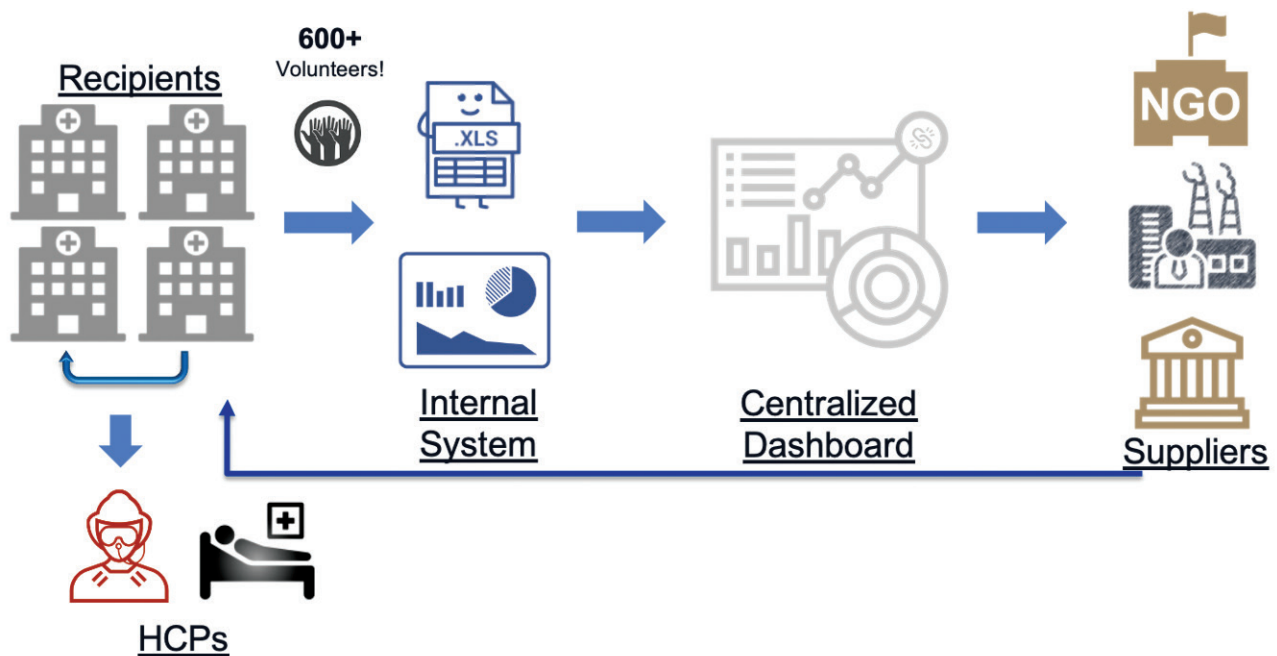 Recipients
600+
Volunteers!
.XLS
Internal
System
Centralized
Dashboard
NGO
Suppliers
HCPs